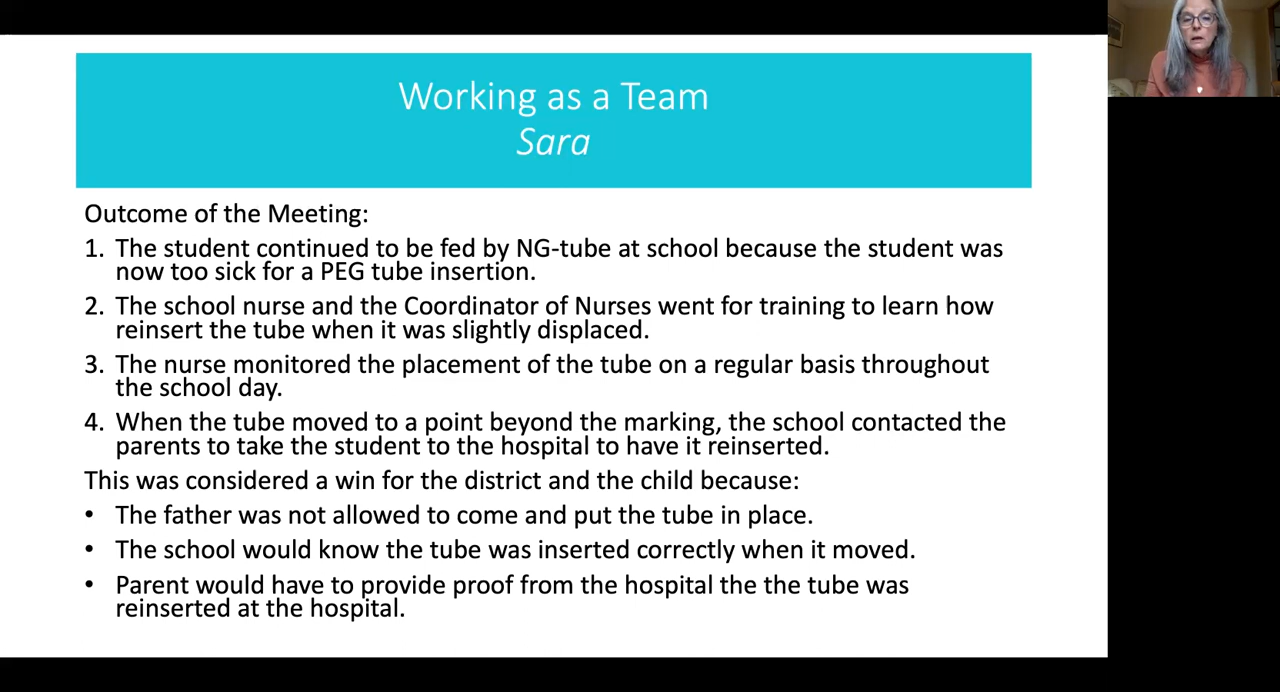 Working as a Team
Sara
Outcome of the Meeting:
1. The student continued to be fed by NG-tube at school because the student was
now too sick for a PEG tube insertion.
2. The school nurse and the Coordinator of Nurses went for training to learn how
reinsert the tube when it was slightly displaced.
3. The nurse monitored the placement of the tube on a regular basis throughout
the school day.
4. When the tube moved to a point beyond the marking, the school contacted the
parents to take the student to the hospital to have it reinserted.
This was considered a win for the district and the child because:
• The father was not allowed to come and put the tube in place.
• The school would know the tube was inserted correctly when it moved.
• Parent would have to provide proof from the hospital the the tube was
reinserted at the hospital.